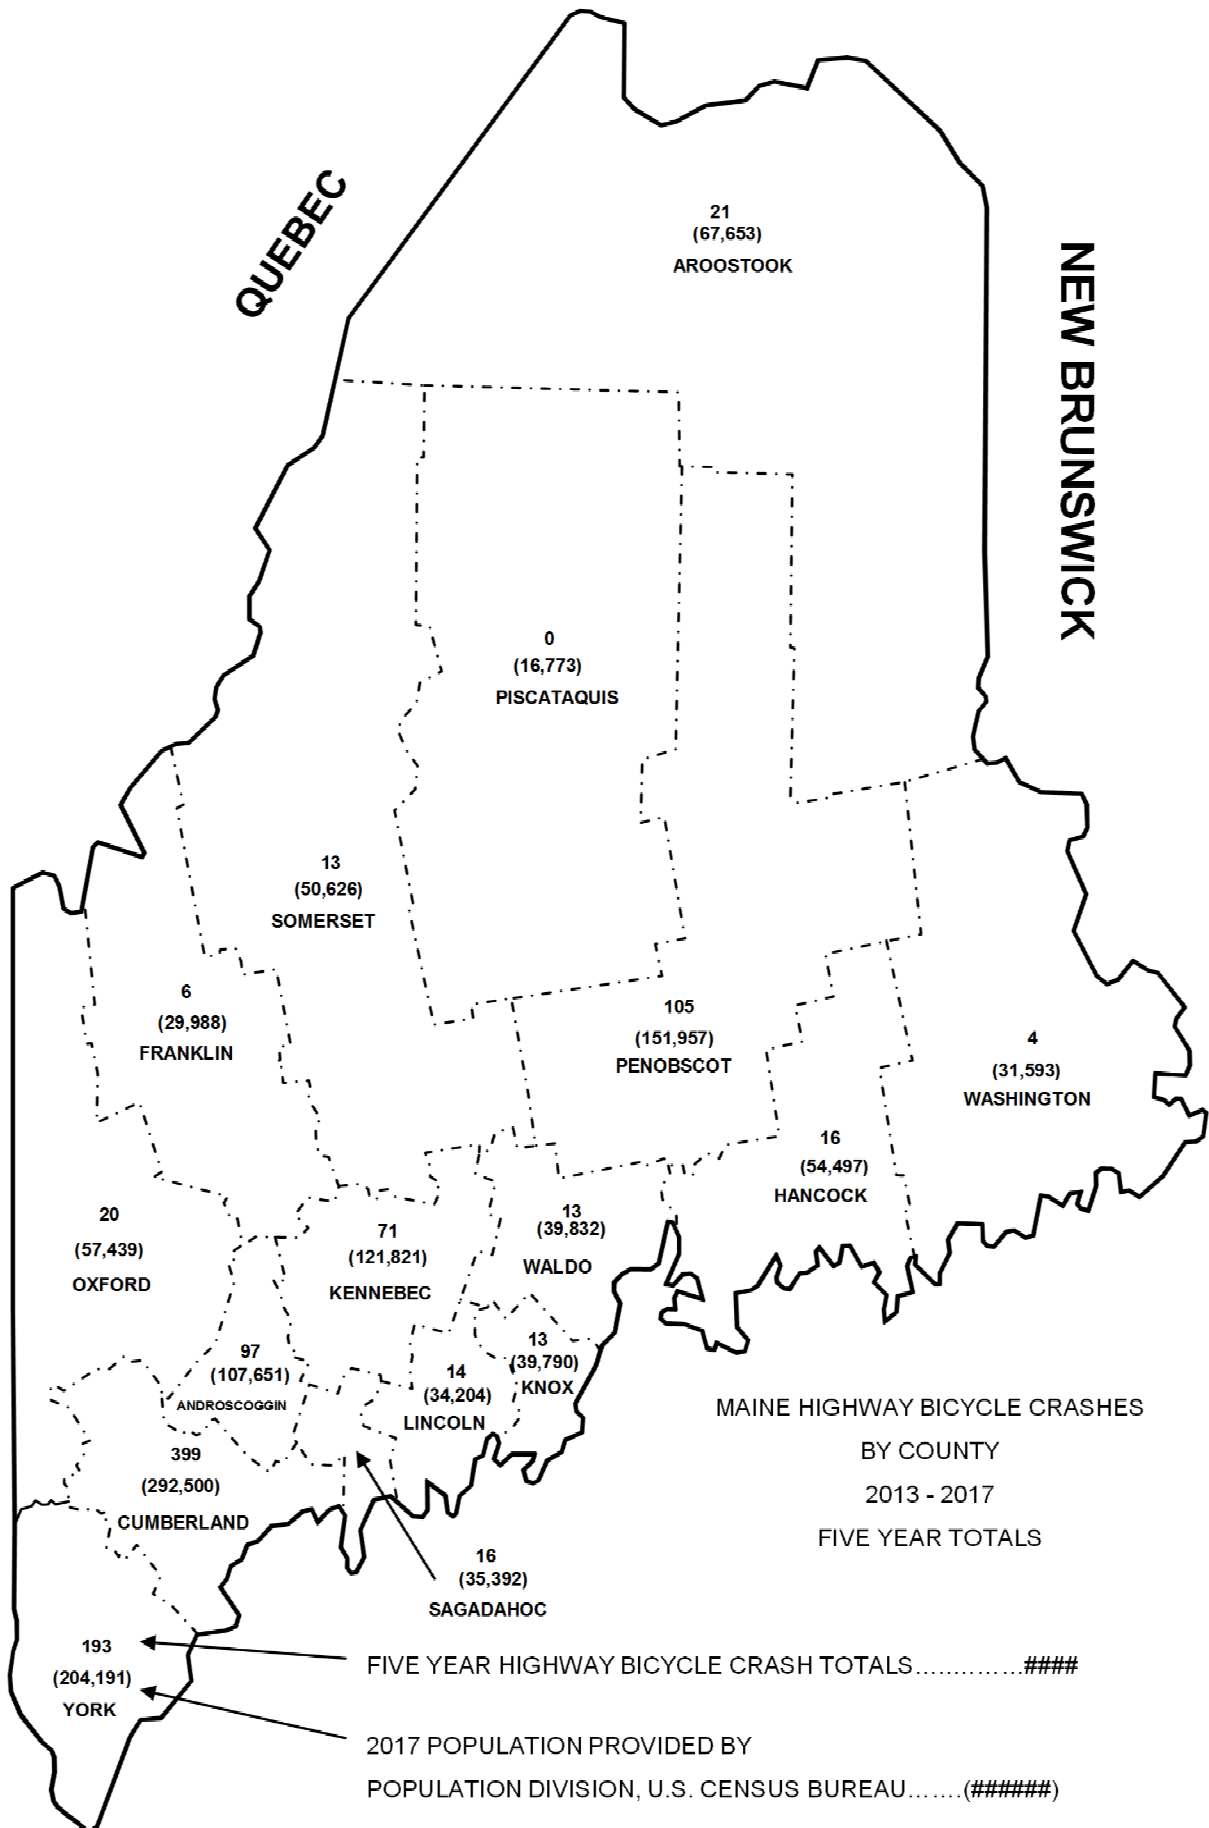 QUEBEC
NEW BRUNSWICK
21
(67,653)
AROOSTOOK
0
(16,773)
PISCATAQUIS
13
(50,626)
SOMERSET
6
(29,988)
FRANKLIN
105
(151,957)
PENOBSCOT
4
(31,593)
WASHINGTON
16
(54,497)
HANCOCK
20
(57,439)
OXFORD
71
(121,821)
KENNEBEC
13
(39,832)
WALDO
97
(107,651)
ANDROSCOGGIN
14
(34,204)
LINCOLN
13
(39,790)
KNOX
399
(292,500)
CUMBERLAND
16
(35,392)
SAGADAHOC
193
(204,191)
YORK
MAINE HIGHWAY BICYCLE CRASHES
BY COUNTY
2013 - 2017
FIVE YEAR TOTALS
FIVE YEAR HIGHWAY BICYCLE CRASH TOTALS..............####
2017 POPULATION PROVIDED BY
POPULATION DIVISION, U.S. CENSUS BUREAU.......(######)